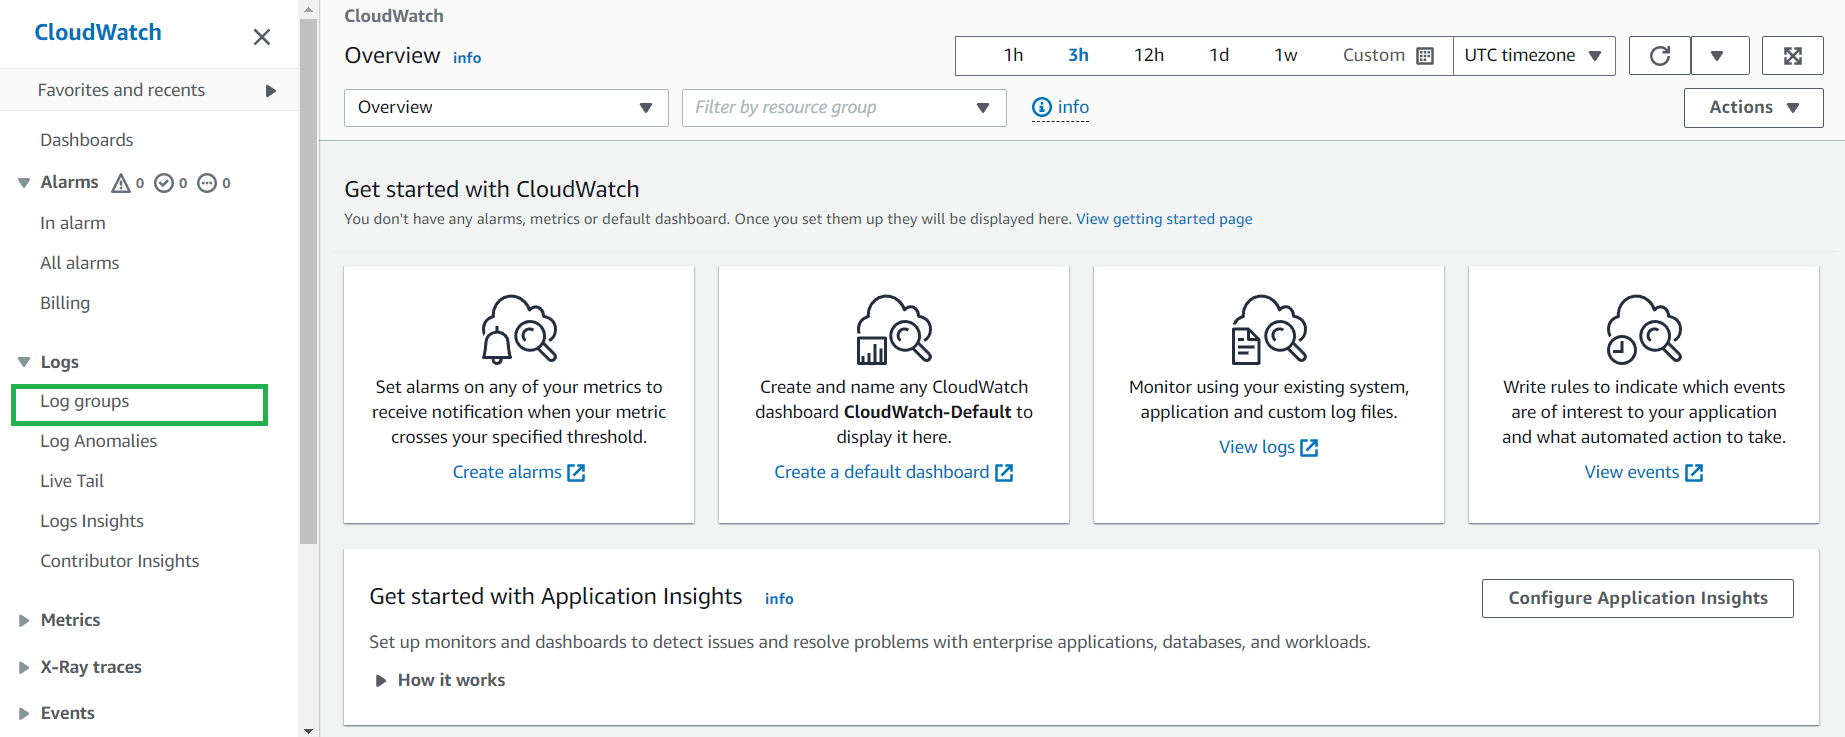 CloudWatch
Favorites and recents
Dashboards
Alarms 0 0 0
In alarm
All alarms
Billing
Logs
Log groups
Log Anomalies
Live Tail
Logs Insights
Contributor Insights
Metrics
X-Ray traces
Events
CloudWatch
Overview info
1h 3h 12h 1d 1w Custom UTC timezone
Overview Filter by resource group info Actions
Get started with CloudWatch
You don't have any alarms, metrics or default dashboard. Once you set them up they will be displayed here. View getting started page
Set alarms on any of your metrics to
receive notification when your metric
crosses your specified threshold.
Create alarms
Create and name any CloudWatch
dashboard CloudWatch-Default to
display it here.
Create a default dashboard
Monitor using your existing system,
application and custom log files.
View logs
Write rules to indicate which events
are of interest to your application
and what automated action to take.
View events
Get started with Application Insights info
Configure Application Insights
Set up monitors and dashboards to detect issues and resolve problems with enterprise applications, databases, and workloads.
How it works